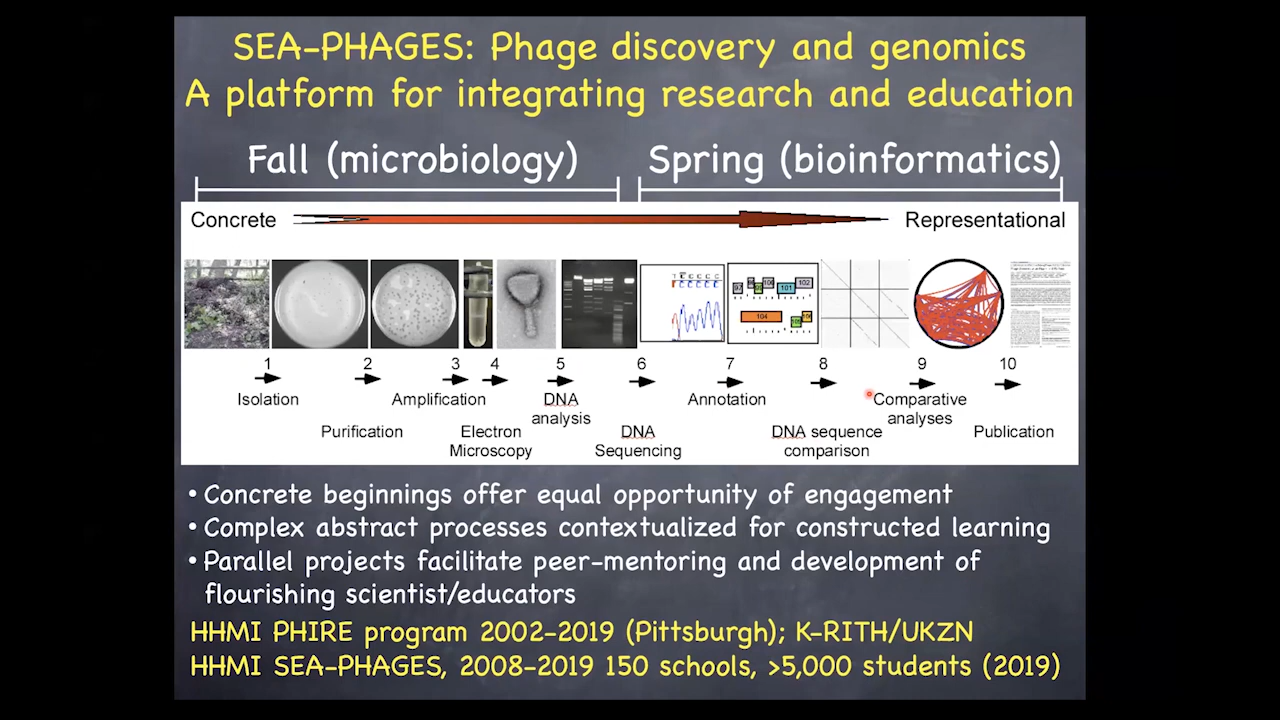 SEA-PHAGES: Phage discovery and genomics
A platform for integrating research and education
Fall (microbiology)
Spring (bioinformatics)
Concrete
Representational
101
102
104
1
2
3
4
5
6
7
8
9
10
Isolation
Purification
Amplification
Electron
Microscopy
DNA
analysis
DNA
Sequencing
Annotation
DNA sequence
comparison
Comparative
analyses
Publication
• Concrete beginnings offer equal opportunity of engagement
• Complex abstract processes contextualized for constructed learning
• Parallel projects facilitate peer-mentoring and development of
flourishing scientist/educators
HHMI PHIRE program 2002-2019 (Pittsburgh); K-RITH/UKZN
HHMI SEA-PHAGES, 2008-2019 150 schools, >5,000 students (2019)